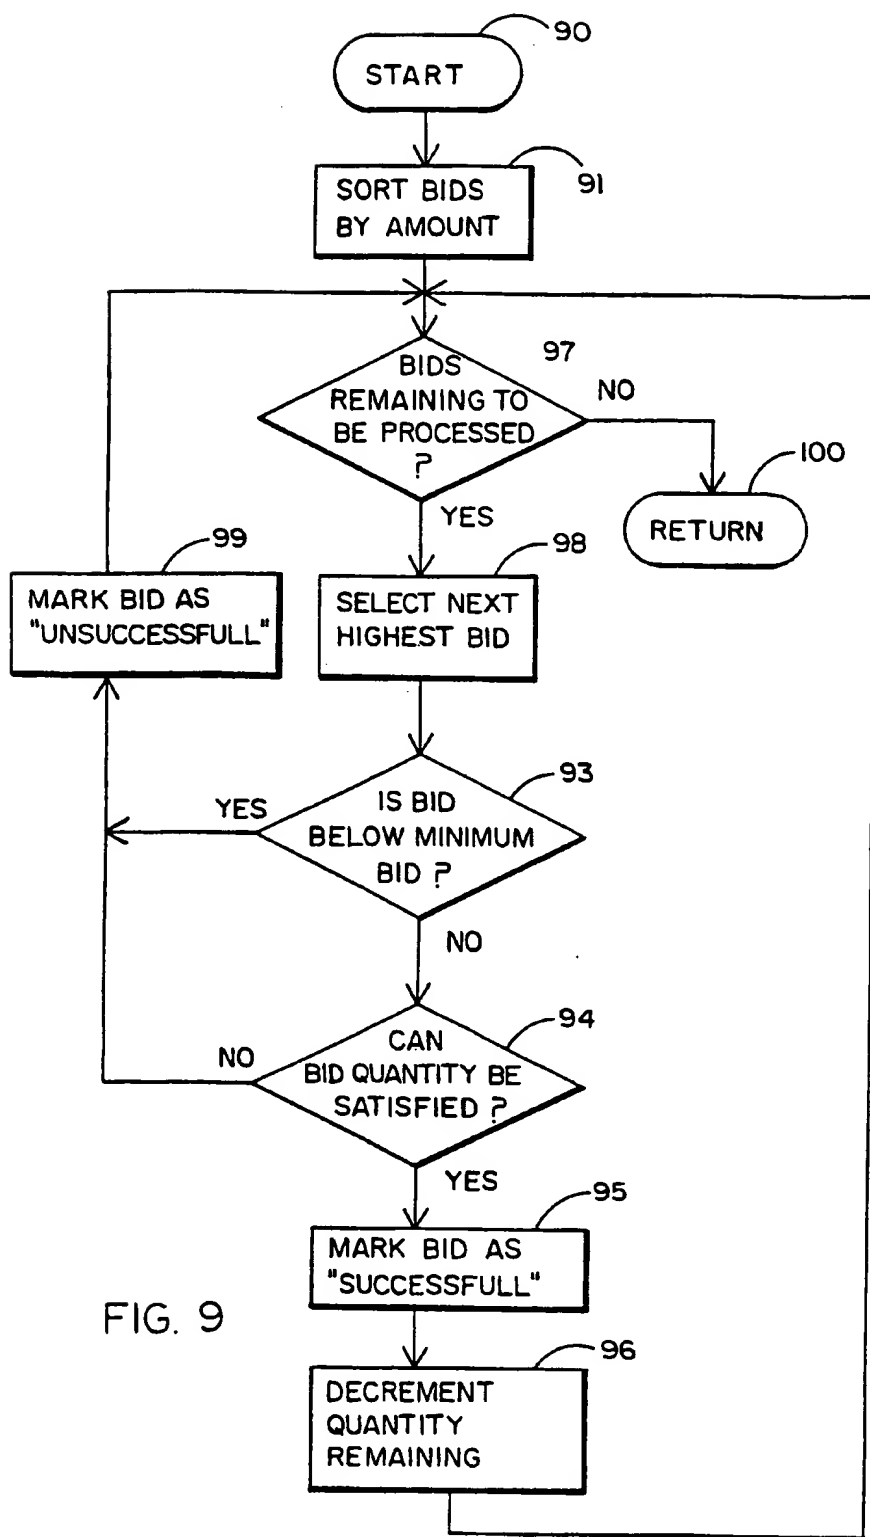 90
START
91
SORT BIDS
BY AMOUNT
97
BIDS
REMAINING TO
BE PROCESSED
?
NO
100
RETURN
YES
99
MARK BID AS
"UNSUCCESSFULL"
98
SELECT NEXT
HIGHEST BID
93
YES
IS BID
BELOW MINIMUM
BID ?
NO
94
NO
CAN
BID QUANTITY BE
SATISFIED ?
YES
95
MARK BID AS
"SUCCESSFULL"
FIG. 9
96
DECREMENT
QUANTITY
REMAINING